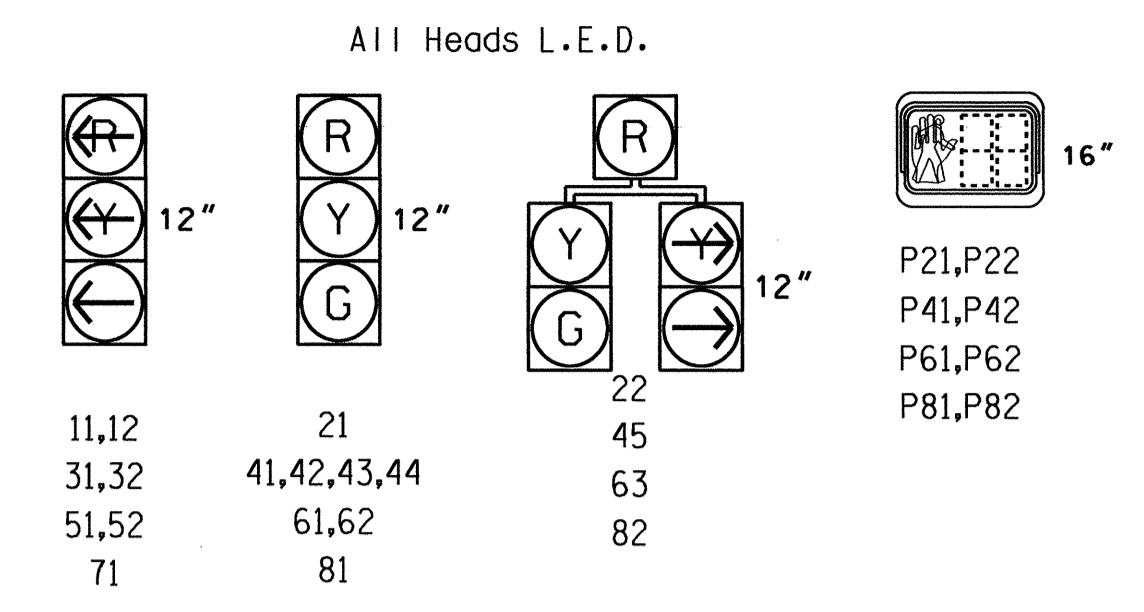 All Heads L.E.D.
R
Y
12"
11,12
31,32
51,52
71
R
Y
G
12"
21
41,42,43,44
61,62
81
R
Y
G
Y
12"
22
45
63
82
16"
P21,P22
P41,P42
P61,P62
P81,P82